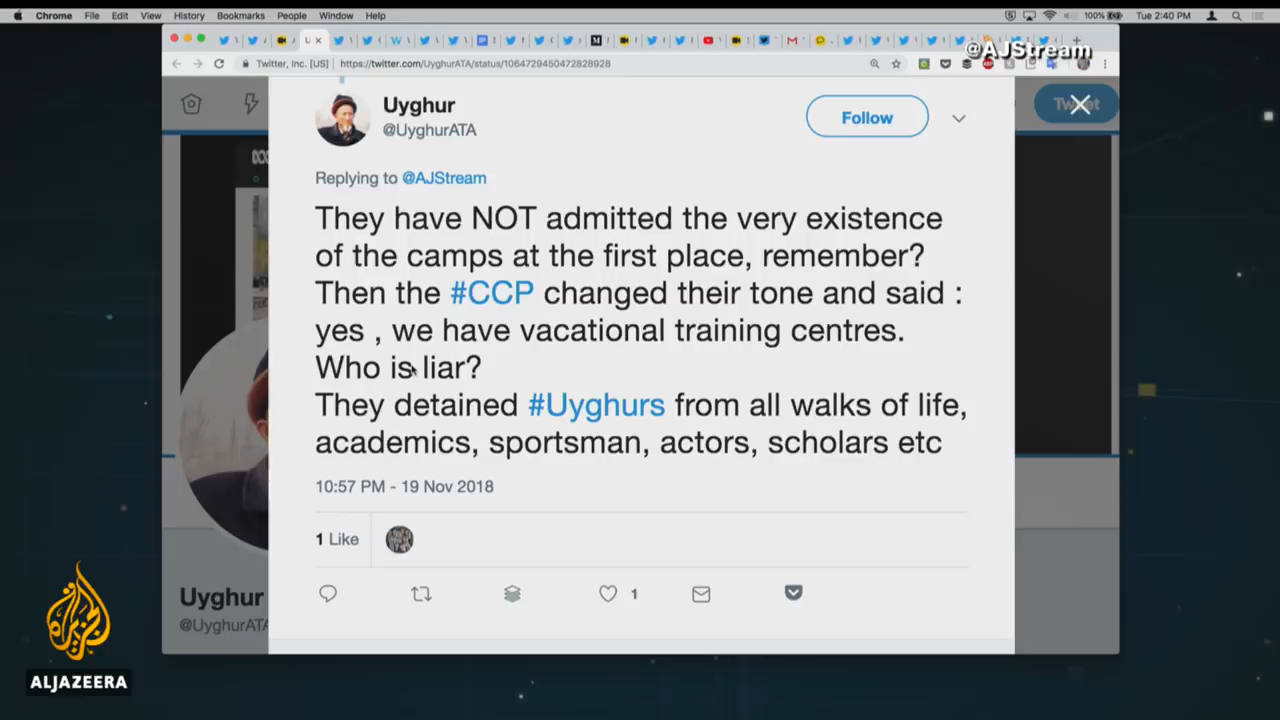 Chrome File Edit View History Bookmarks People Window Help 100% Tue 2:40 PM
@AJStream
Twitter, Inc. [US] https://twitter.com/UyghurATA/status/1064729450472828928
Tweet
Uyghur
@UyghurATA
Follow
Replying to @AJStream
They have NOT admitted the very existence
of the camps at the first place, remember?
Then the #CCP changed their tone and said :
yes , we have vacational training centres.
Who is liar?
They detained #Uyghurs from all walks of life,
academics, sportsman, actors, scholars etc
10:57 PM - 19 Nov 2018
1 Like
1
Uyghur
@UyghurATA
ALJAZEERA